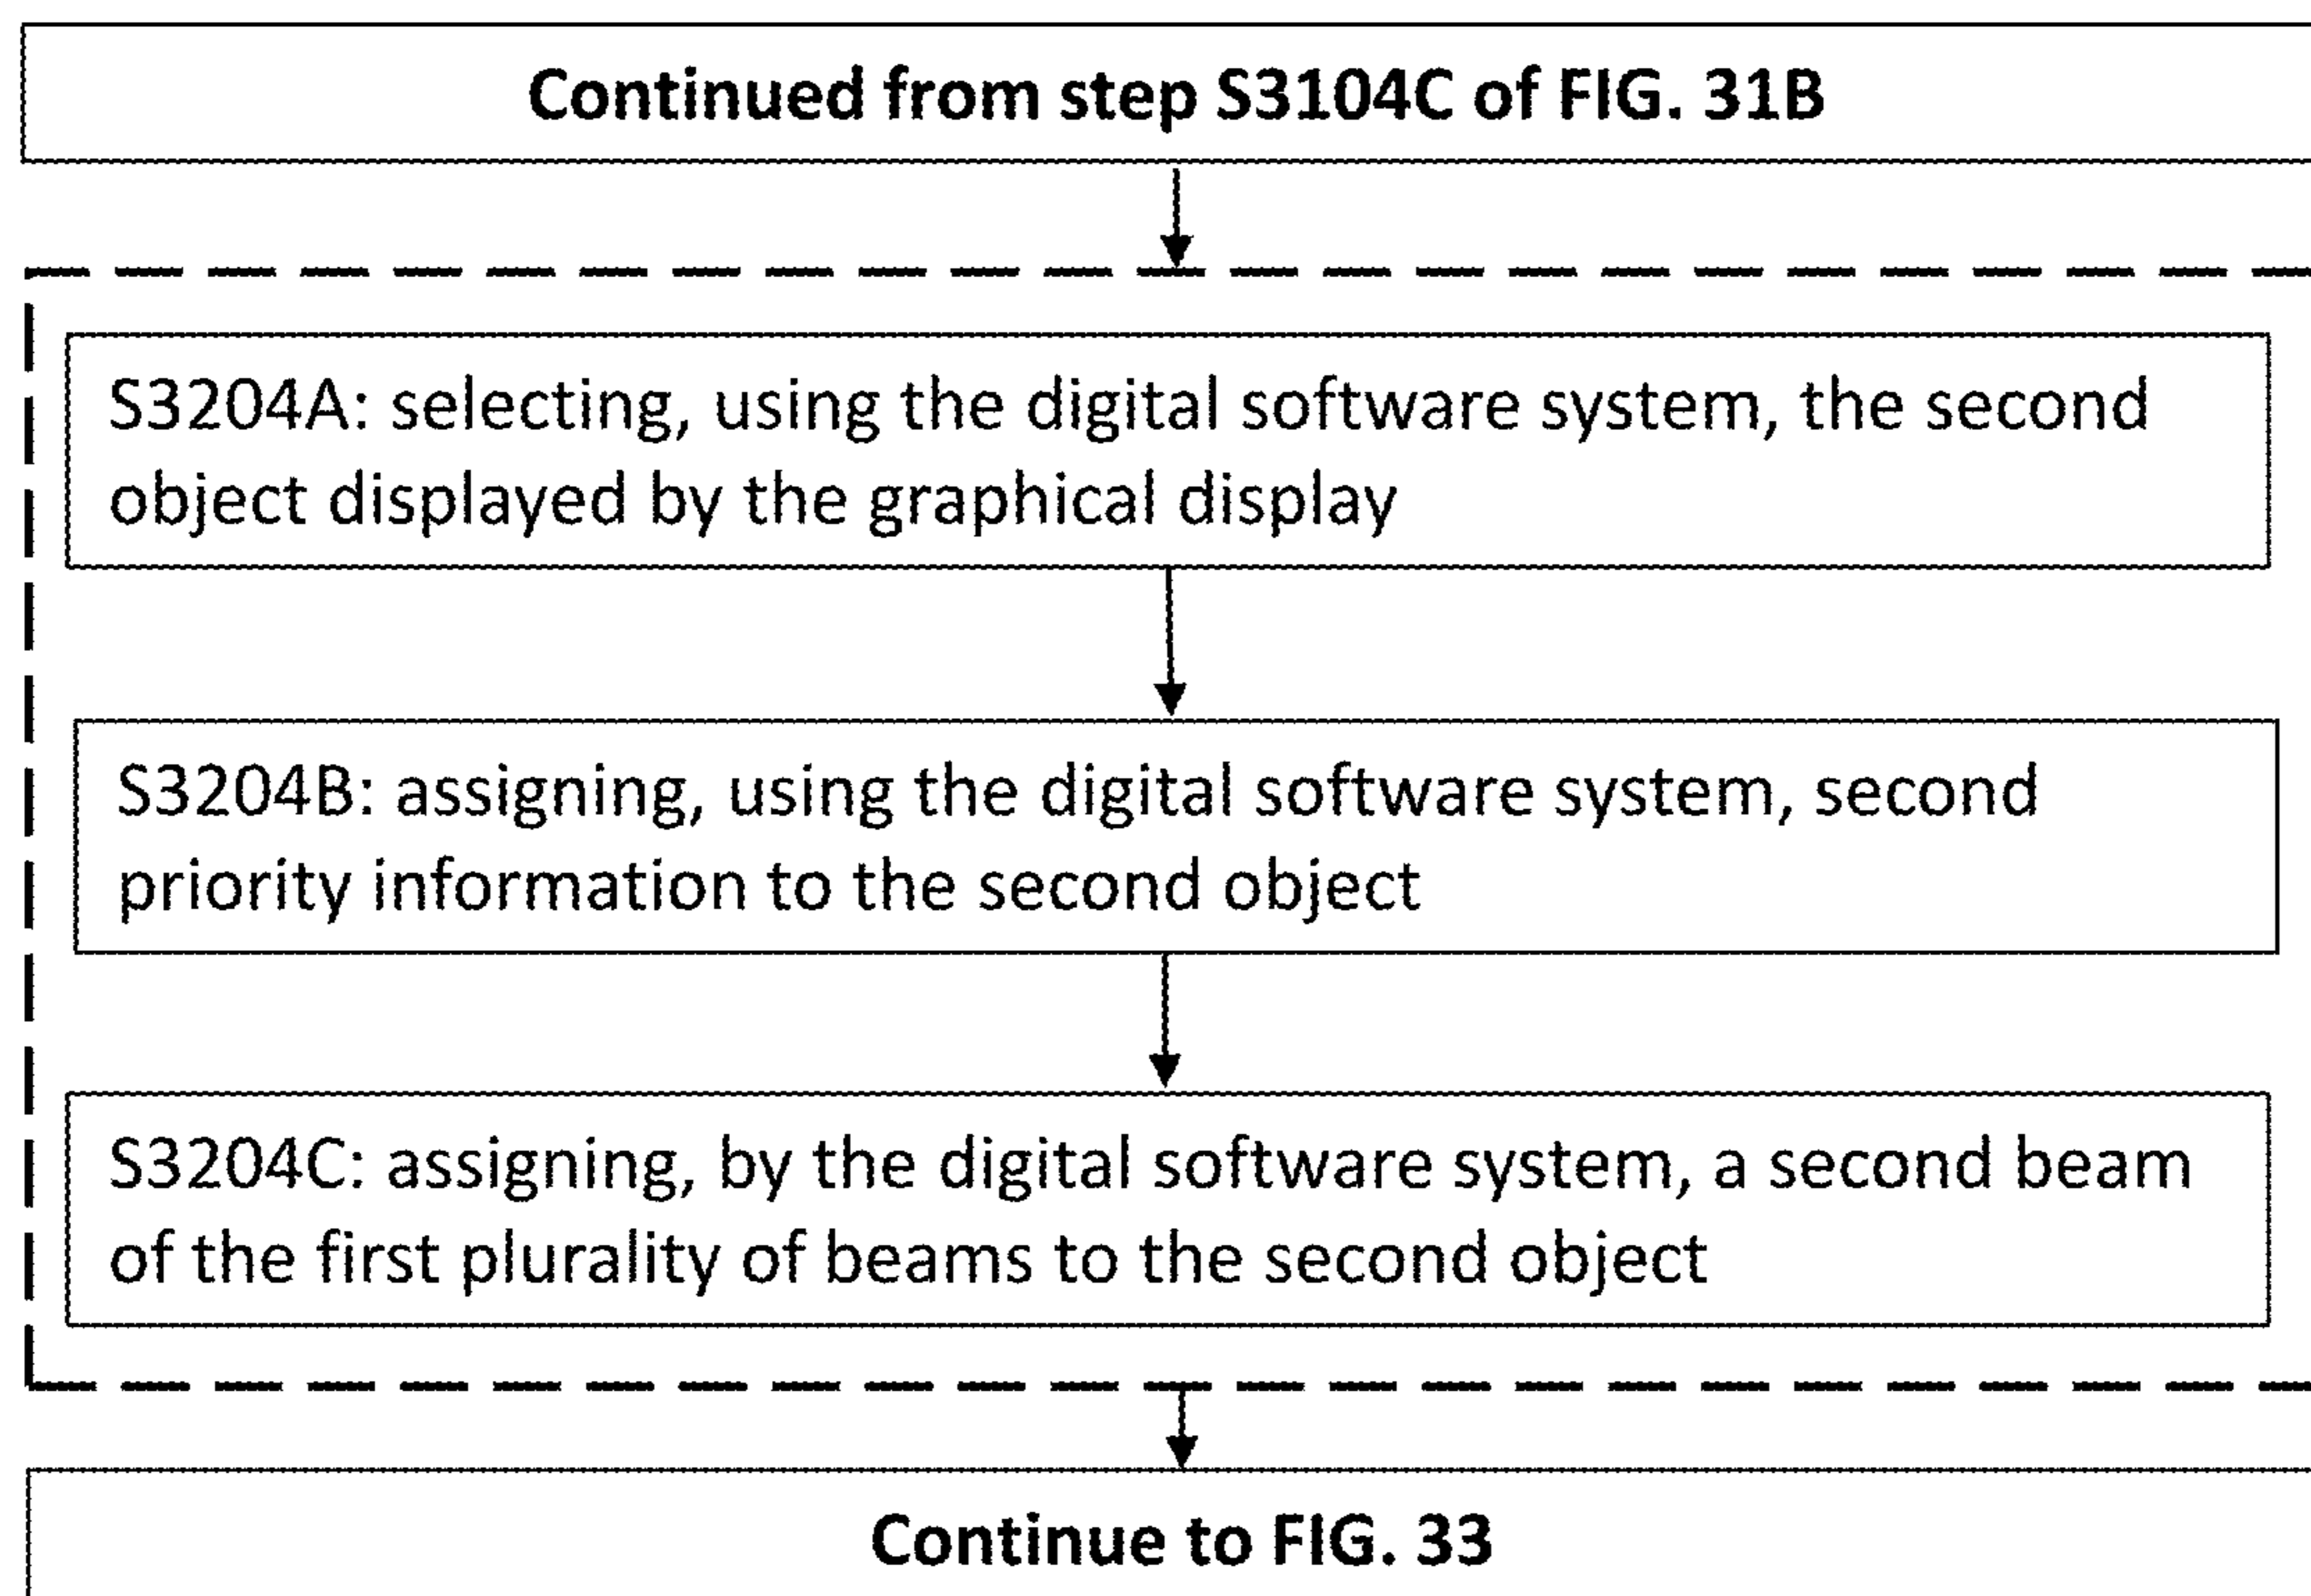 Continued from step S3104C of FIG. 31B
S3204A: selecting, using the digital software system, the second
object displayed by the graphical display
S3204B: assigning, using the digital software system, second
priority information to the second object
S3204C: assigning, by the digital software system, a second beam
of the first plurality of beams to the second object
Continue to FIG. 33